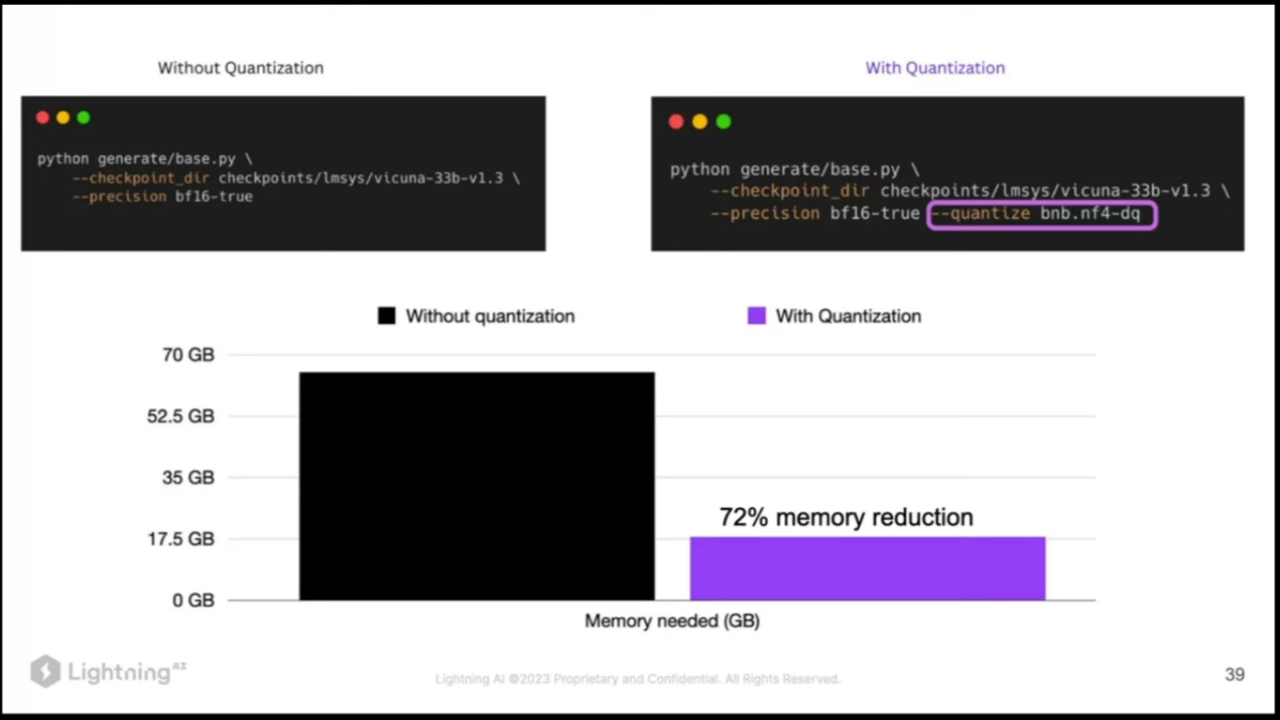 Without Quantization
With Quantization
python generate/base.py \
--checkpoint_dir checkpoints/lmsys/vicuna-33b-v1.3 \
--precision bf16-true
python generate/base.py \
--checkpoint_dir checkpoints/lmsys/vicuna-33b-v1.3 \
--precision bf16-true --quantize bnb.nf4-dq
Without quantization
With Quantization
70 GB
52.5 GB
35 GB
17.5 GB
0 GB
72% memory reduction
Memory needed (GB)
Lightning AI
Lightning AI ©2023 Proprietary and Confidential. All Rights Reserved.
39